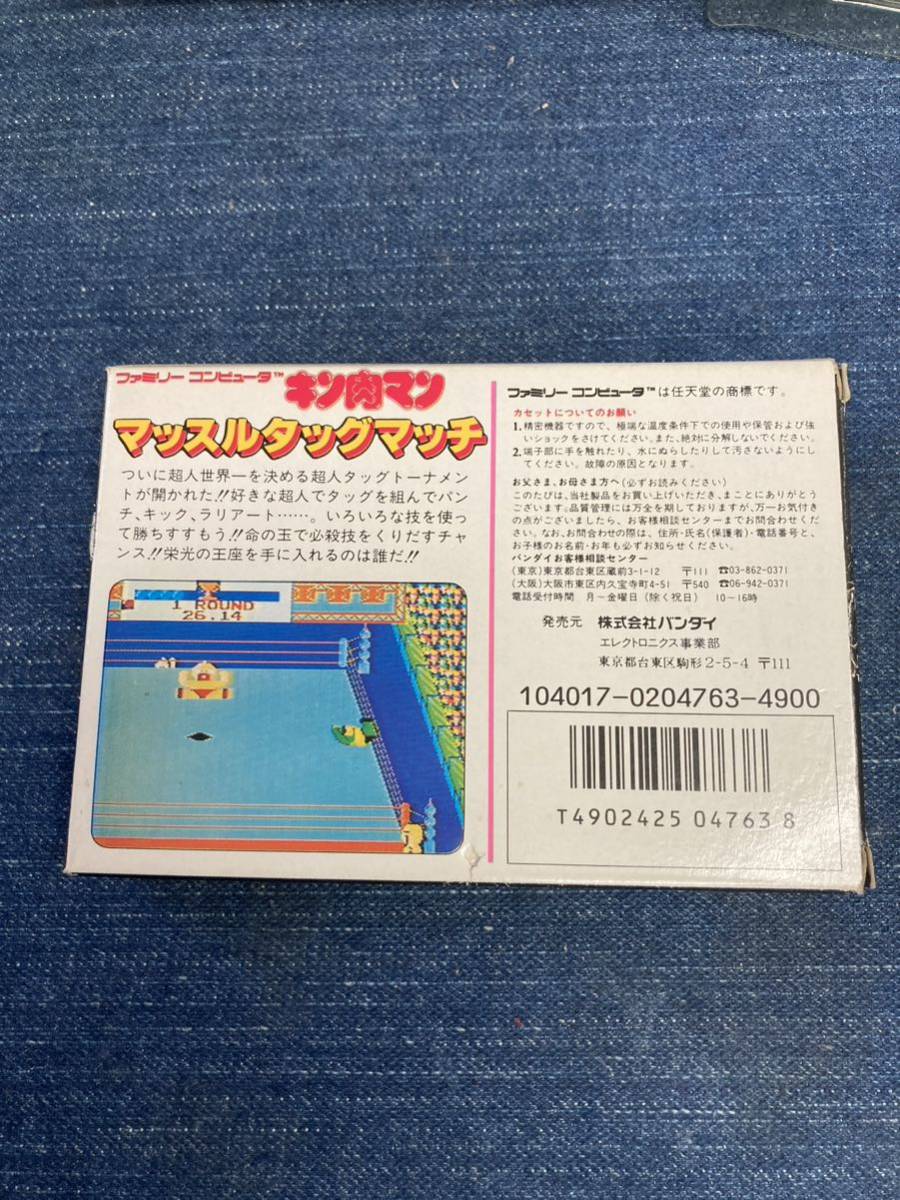 ファミリー コンピュータ™ キン肉マン
マッスルタッグマッチ
ついに超人世界一を決める超人タッグトーナメン
トが開かれた!!好きな超人でタッグを組んでパン
チ、キック、ラリアート……。いろいろな技を使っ
て勝ちすすもう!!命の玉で必殺技をくりだすチャ
ンス!!栄光の王座を手に入れるのは誰だ!!
1 ROUND
26.14
ファミリー コンピュータ™は任天堂の商標です。
カセットについてのお願い
1.精密機器ですので、極端な温度条件下での使用や保管および強
いショックをさけてください。また、絶対に分解しないでください。
2.端子部に手を触れたり、水にぬらしたりして汚さないようにし
てください。故障の原因となります。
お父さま、お母さま方へ(必ずお読みください)
このたびは、当社製品をお買い上げいただき、まことにありがとう
ございます。品質管理には万全を期しておりますが、万一お気付き
の点がございましたら、お客様相談センターまでお問合わせくださ
い。なお、お問合わせの際は、住所・氏名(保護者)・電話番号と、
お子様のお名前・お年も必ずお知らせください。
バンダイお客様相談センター
(東京)東京都台東区蔵前3-1-12 〒111 ☎03-862-0371
(大阪)大阪市東区内久宝寺町4-51 〒540 ☎06-942-0371
電話受付時間 月〜金曜日(除く祝日) 10〜16時
発売元 株式会社バンダイ
エレクトロニクス事業部
東京都台東区駒形2-5-4 〒111
104017-0204763-4900
T4902425 04763 8